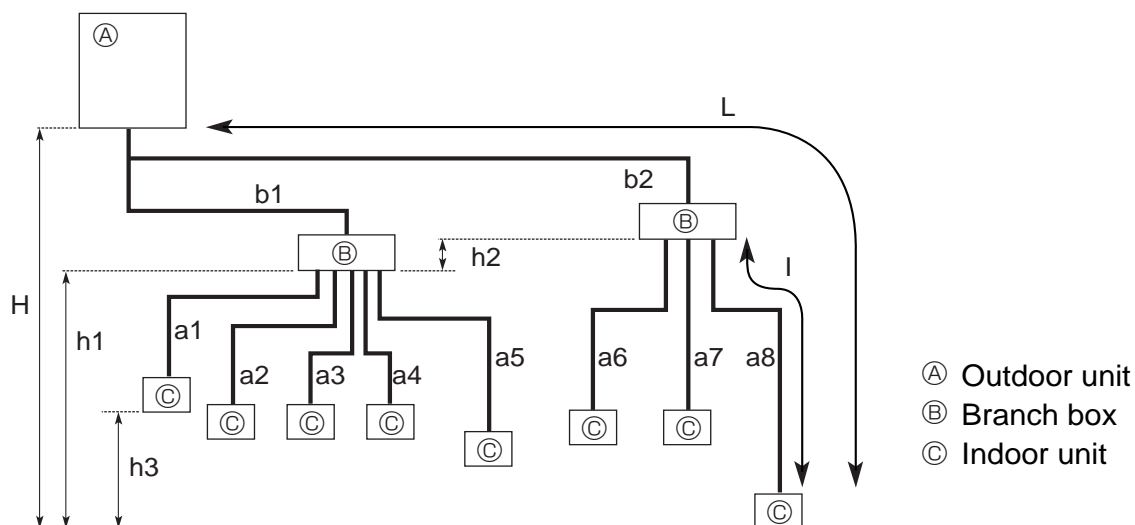 Ⓐ
L
b1
b2
Ⓑ
Ⓑ
h2
l
H
h1
a1
a2
a3
a4
a5
a6
a7
a8
Ⓒ
Ⓒ
Ⓒ
Ⓒ
Ⓒ
Ⓒ
Ⓒ
Ⓒ
h3
Ⓐ Outdoor unit
Ⓑ Branch box
Ⓒ Indoor unit